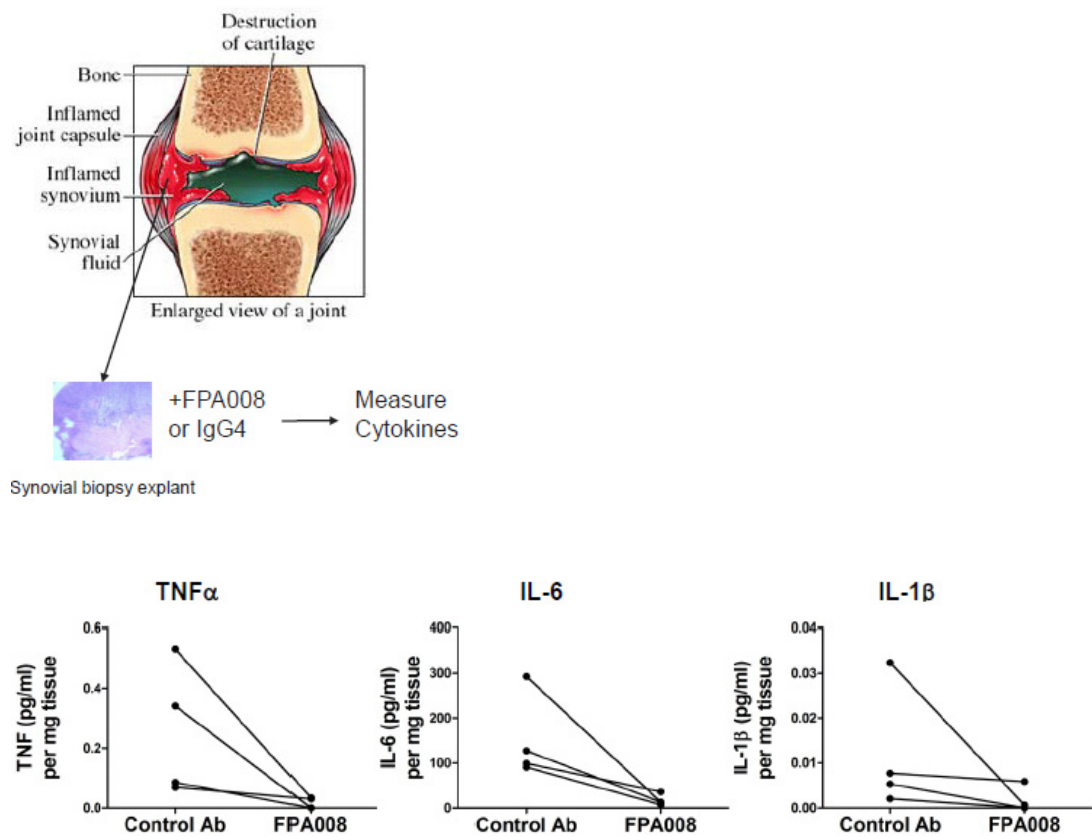 Destruction
of cartilage
Bone
Inflamed
joint capsule
Inflamed
synovium
Synovial
fluid
Enlarged view of a joint
+FPA008
or IgG4
Measure
Cytokines
Synovial biopsy explant
TNFα
TNF (pg/ml)
per mg tissue
0.6
0.4
0.2
0.0
Control Ab
FPA008
IL-6
IL-6 (pg/ml)
per mg tissue
400
300
200
100
0
Control Ab
FPA008
IL-1β
IL-1β (pg/ml)
per mg tissue
0.04
0.03
0.02
0.01
0.00
Control Ab
FPA008